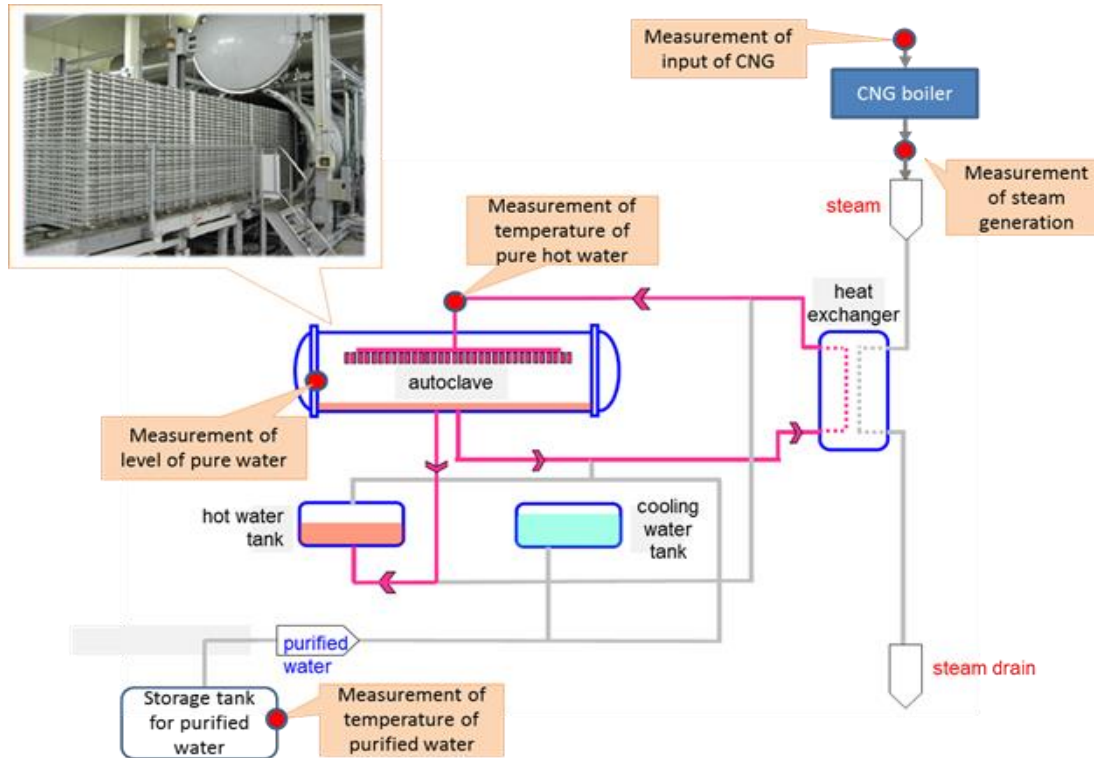 Measurement of
input of CNG
CNG boiler
Measurement
of steam
generation
steam
Measurement of
temperature of
pure hot water
heat
exchanger
autoclave
Measurement of
level of pure water
hot water
tank
cooling
water
tank
purified
water
steam drain
Storage tank
for purified
water
Measurement of
temperature of
purified water